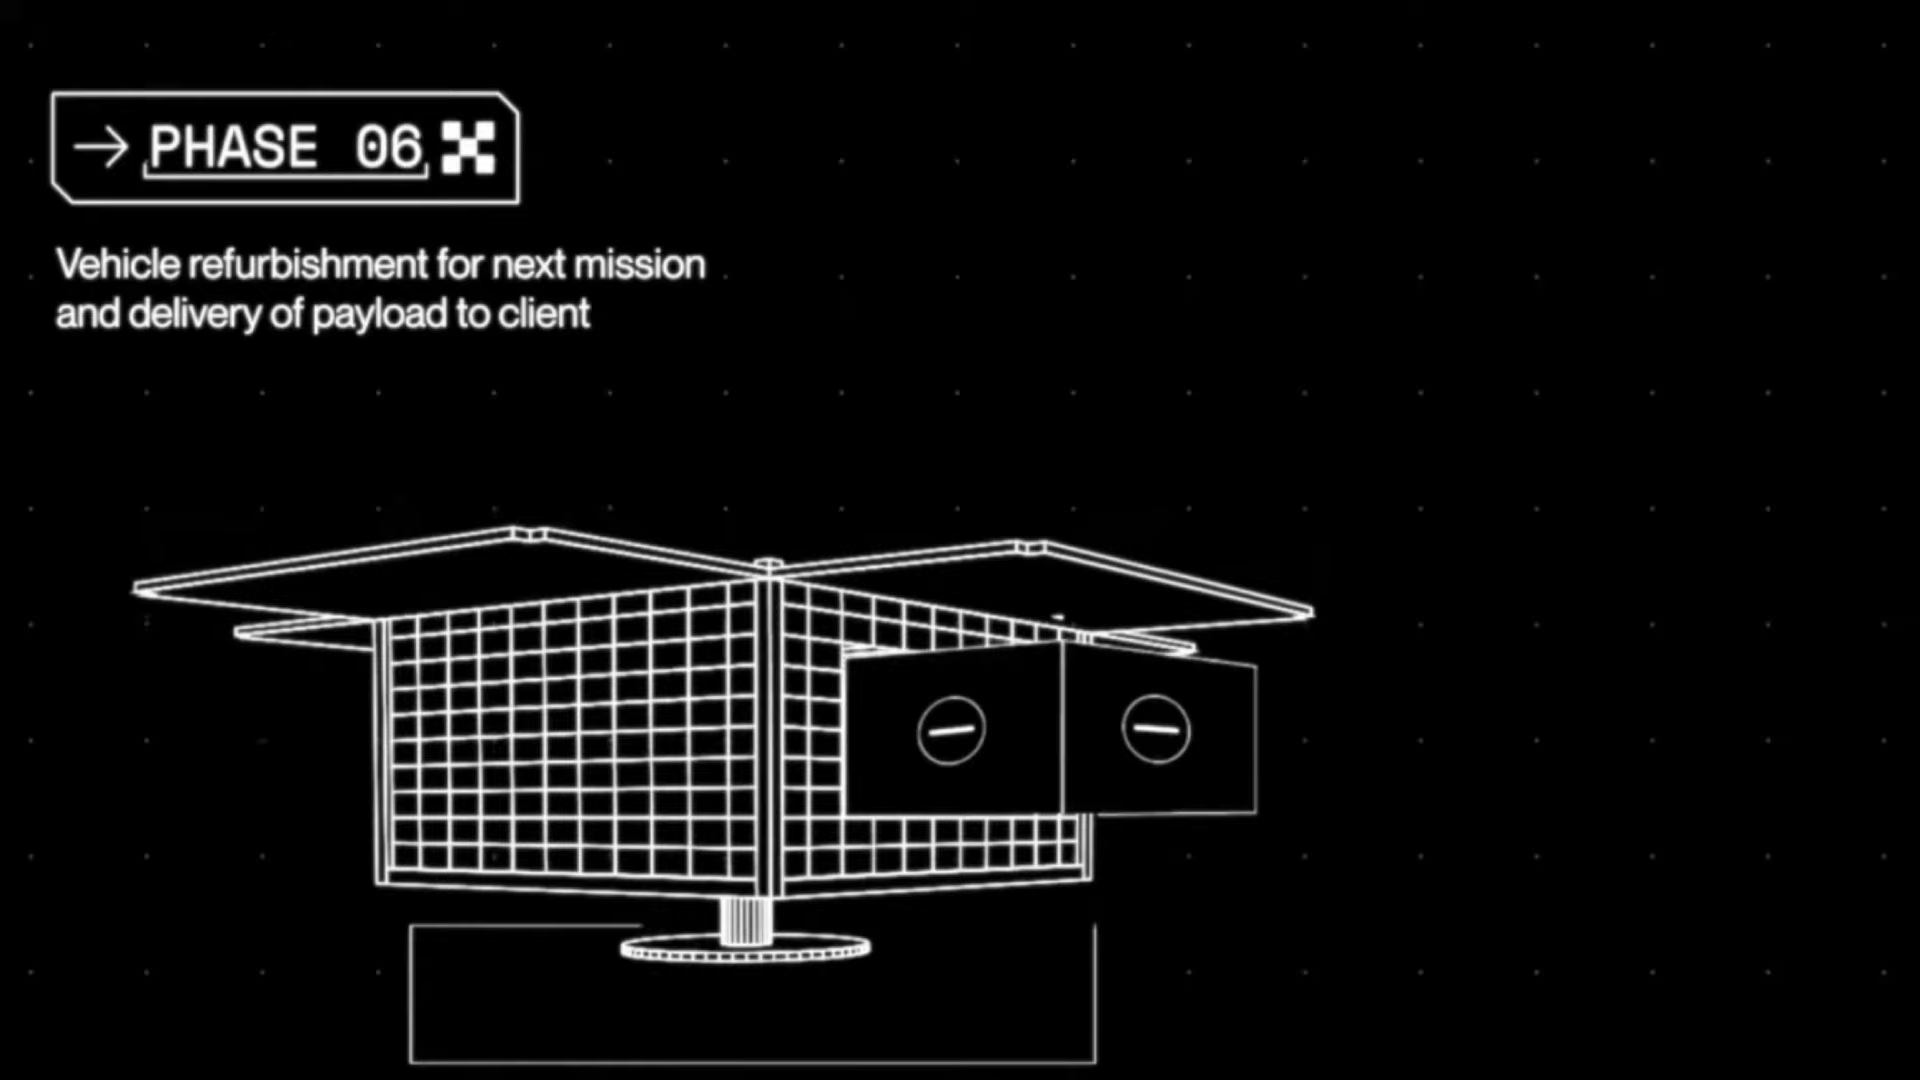 → PHASE 06
Vehicle refurbishment for next mission
and delivery of payload to client